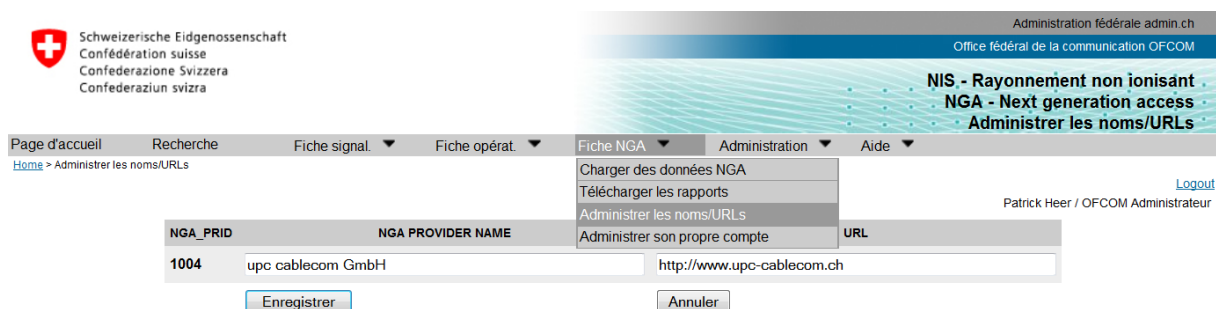 Schweizerische Eidgenossenschaft
Confédération suisse
Confederazione Svizzera
Confederaziun svizra
Administration fédérale admin.ch
Office fédéral de la communication OFCOM
NIS - Rayonnement non ionisant
NGA - Next generation access
Administrer les noms/URLs
Page d'accueil Recherche Fiche signal. Fiche opérat. Fiche NGA Administration Aide
Home > Administrer les noms/URLs
Charger des données NGA
Télécharger les rapports
Administrer les noms/URLs
Administrer son propre compte
Logout
Patrick Heer / OFCOM Administrateur
NGA_PRID NGA PROVIDER NAME URL
1004 upc cablecom GmbH http://www.upc-cablecom.ch
Enregistrer Annuler